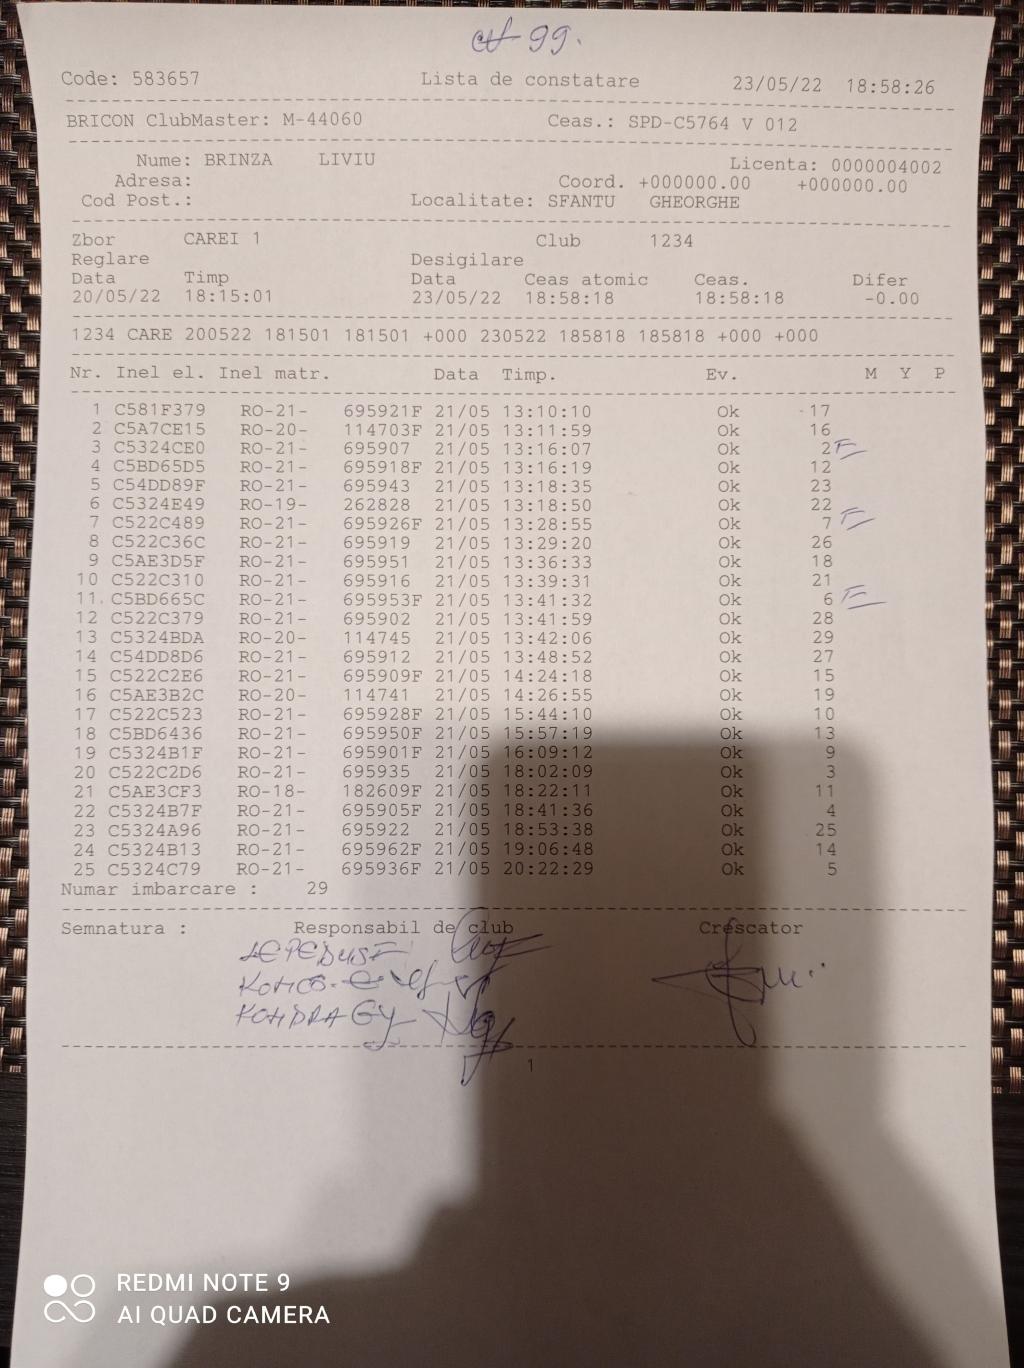 99.
Code: 583657 Lista de constatare 23/05/22 18:58:26
BRICON ClubMaster: M-44060 Ceas.: SPD-C5764 V 012
Nume: BRINZA LIVIU Licenta: 0000004002
Adresa: Coord. +000000.00 +000000.00
Cod Post.: Localitate: SFANTU GHEORGHE
Zbor CAREI 1 Club 1234
Reglare Desigilare
Data Timp Data Ceas atomic Ceas. Difer
20/05/22 18:15:01 23/05/22 18:58:18 18:58:18 -0.00
1234 CARE 200522 181501 181501 +000 230522 185818 185818 +000 +000
Nr. Inel el. Inel matr. Data Timp. Ev. M Y P
1 C581F379 RO-21- 695921F 21/05 13:10:10 Ok 17
2 C5A7CE15 RO-20- 114703F 21/05 13:11:59 Ok 16
3 C5324CE0 RO-21- 695907 21/05 13:16:07 Ok 2 F
4 C5BD65D5 RO-21- 695918F 21/05 13:16:19 Ok 12
5 C54DD89F RO-21- 695943 21/05 13:18:35 Ok 23
6 C5324E49 RO-19- 262828 21/05 13:18:50 Ok 22
7 C522C489 RO-21- 695926F 21/05 13:28:55 Ok 7 F
8 C522C36C RO-21- 695919 21/05 13:29:20 Ok 26
9 C5AE3D5F RO-21- 695951 21/05 13:36:33 Ok 18
10 C522C310 RO-21- 695916 21/05 13:39:31 Ok 21
11 C5BD665C RO-21- 695953F 21/05 13:41:32 Ok 6 F
12 C522C379 RO-21- 695902 21/05 13:41:59 Ok 28
13 C5324BDA RO-20- 114745 21/05 13:42:06 Ok 29
14 C54DD8D6 RO-21- 695912 21/05 13:48:52 Ok 27
15 C522C2E6 RO-21- 695909F 21/05 14:24:18 Ok 15
16 C5AE3B2C RO-20- 114741 21/05 14:26:55 Ok 19
17 C522C523 RO-21- 695928F 21/05 15:44:10 Ok 10
18 C5BD6436 RO-21- 695950F 21/05 15:57:19 Ok 13
19 C5324B1F RO-21- 695901F 21/05 16:09:12 Ok 9
20 C522C2D6 RO-21- 695935 21/05 18:02:09 Ok 3
21 C5AE3CF3 RO-18- 182609F 21/05 18:22:11 Ok 11
22 C5324B7F RO-21- 695905F 21/05 18:41:36 Ok 4
23 C5324A96 RO-21- 695922 21/05 18:53:38 Ok 25
24 C5324B13 RO-21- 695962F 21/05 19:06:48 Ok 14
25 C5324C79 RO-21- 695936F 21/05 20:22:29 Ok 5
Numar imbarcare : 29
Semnatura : Responsabil de club Crescator
KONDRA GY
1
REDMI NOTE 9
AI QUAD CAMERA